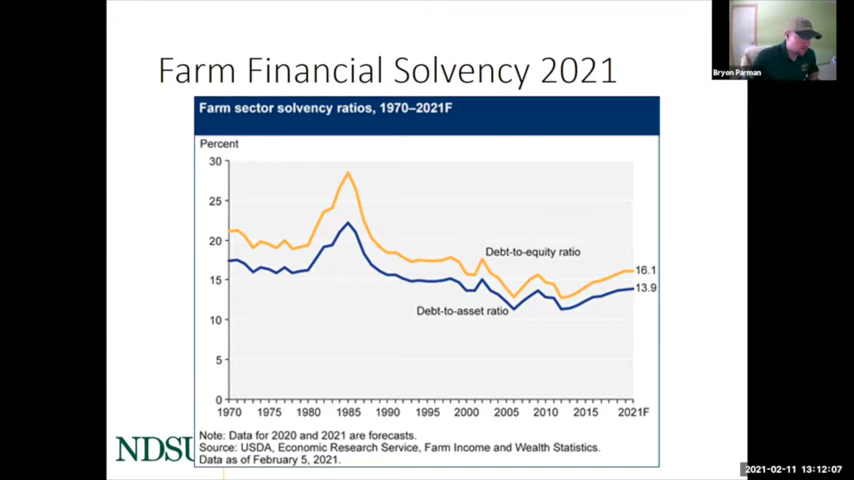 Farm Financial Solvency 2021
Bryon Parman
Farm sector solvency ratios, 1970–2021F
Percent
30
25
20
15
10
5
0
Debt-to-equity ratio
16.1
13.9
Debt-to-asset ratio
1970 1975 1980 1985 1990 1995 2000 2005 2010 2015 2021F
Note: Data for 2020 and 2021 are forecasts.
Source: USDA, Economic Research Service, Farm Income and Wealth Statistics.
Data as of February 5, 2021.
NDSU
2021-02-11 13:12:07